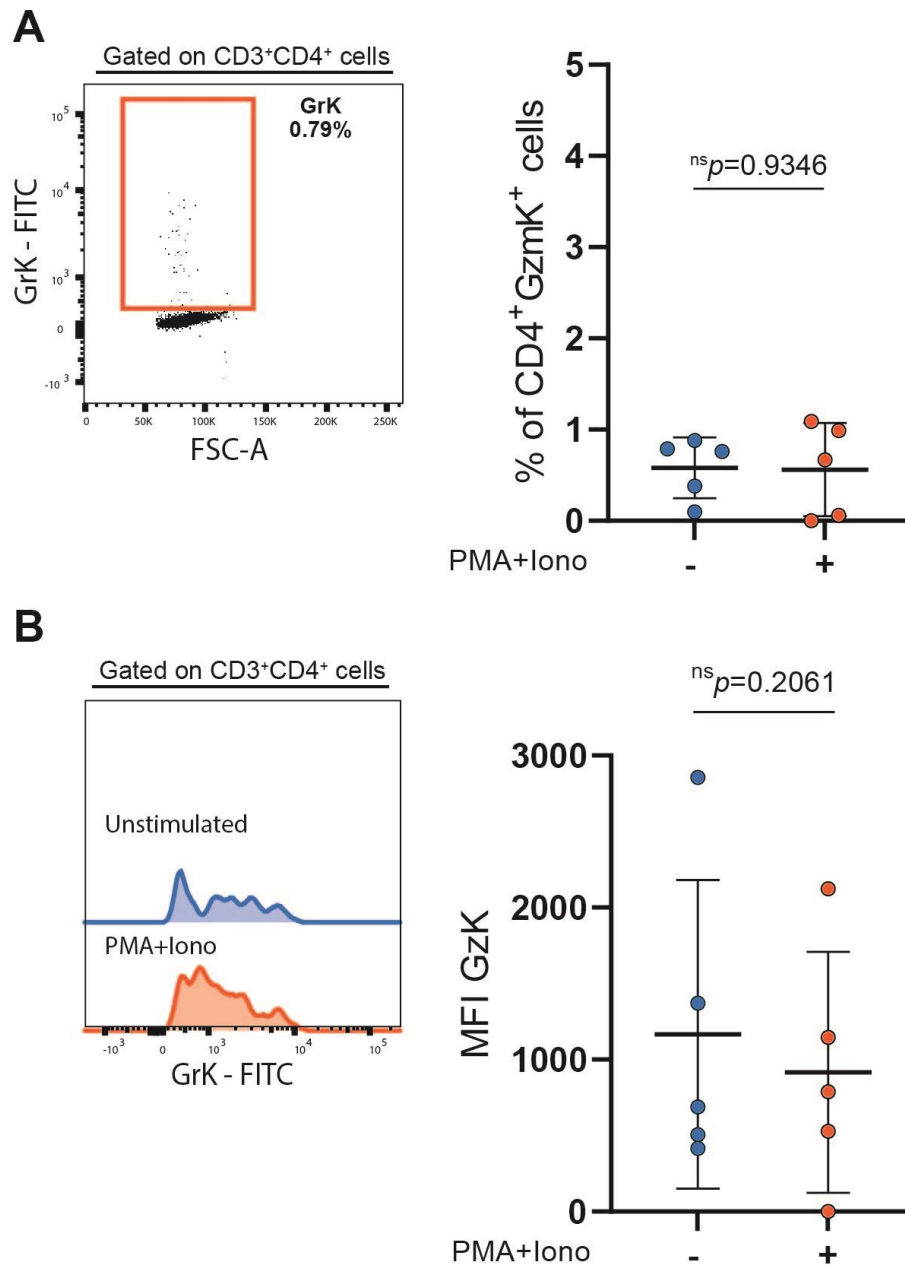 A
Gated on CD3⁺CD4⁺ cells
GrK
0.79%
GrK - FITC
10⁵
10⁴
10³
0
-10³
0 50K 100K 150K 200K 250K
FSC-A
% of CD4⁺GzmK⁺ cells
5
4
3
2
1
0
ⁿˢp=0.9346
PMA+Iono - +
B
Gated on CD3⁺CD4⁺ cells
Unstimulated
PMA+Iono
-10³ 0 10³ 10⁴ 10⁵
GrK - FITC
MFI GzK
3000
2000
1000
0
ⁿˢp=0.2061
PMA+Iono - +